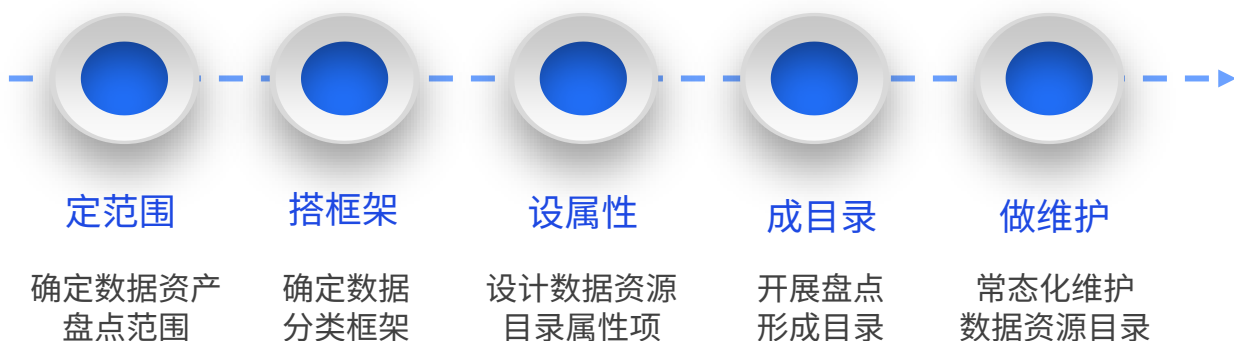 定范围
搭框架
设属性
成目录
做维护
确定数据资产
盘点范围
确定数据
分类框架
设计数据资源
目录属性项
开展盘点
形成目录
常态化维护
数据资源目录